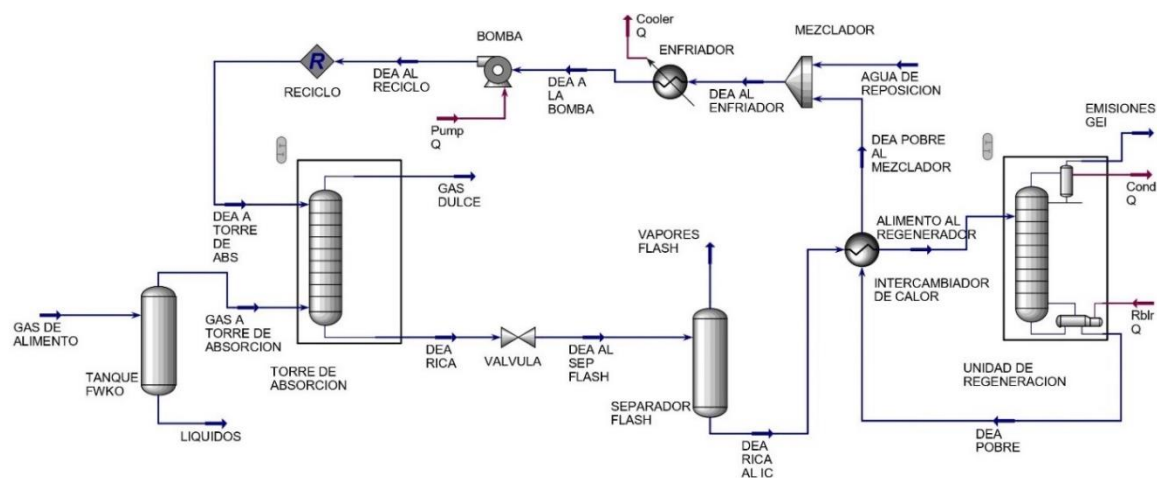 Cooler
Q
ENFRIADOR
MEZCLADOR
BOMBA
R
RECICLO
DEA AL
RECICLO
DEA A
LA
BOMBA
DEA AL
ENFRIADOR
AGUA DE
REPOSICION
Pump
Q
EMISIONES
GEI
DEA POBRE
AL
MEZCLADOR
Cond
Q
GAS
DULCE
DEA A
TORRE
DE
ABS
ALIMENTO AL
REGENERADOR
VAPORES
FLASH
INTERCAMBIADOR
DE CALOR
Rblr
Q
GAS DE
ALIMENTO
GAS A
TORRE DE
ABSORCION
DEA
RICA
VALVULA
DEA AL
SEP
FLASH
TORRE DE
ABSORCION
UNIDAD DE
REGENERACION
TANQUE
FWKO
SEPARADOR
FLASH
LIQUIDOS
DEA
RICA
AL IC
DEA
POBRE